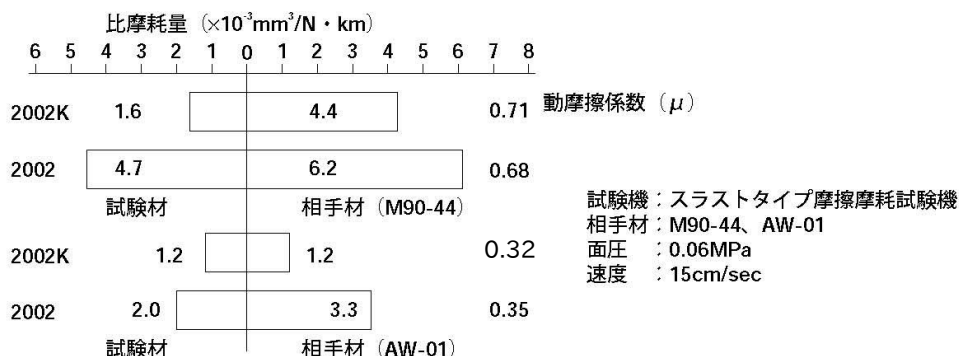 比摩耗量（×10⁻³mm³/N・km）
6 5 4 3 2 1 0 1 2 3 4 5 6 7 8
2002K 1.6 4.4 0.71 動摩擦係数（μ）
2002 4.7 6.2 0.68
試験材 相手材（M90-44）
2002K 1.2 1.2 0.32
2002 2.0 3.3 0.35
試験材 相手材（AW-01）
試験機：スラストタイプ摩擦摩耗試験機
相手材：M90-44、AW-01
面圧　：0.06MPa
速度　：15cm/sec